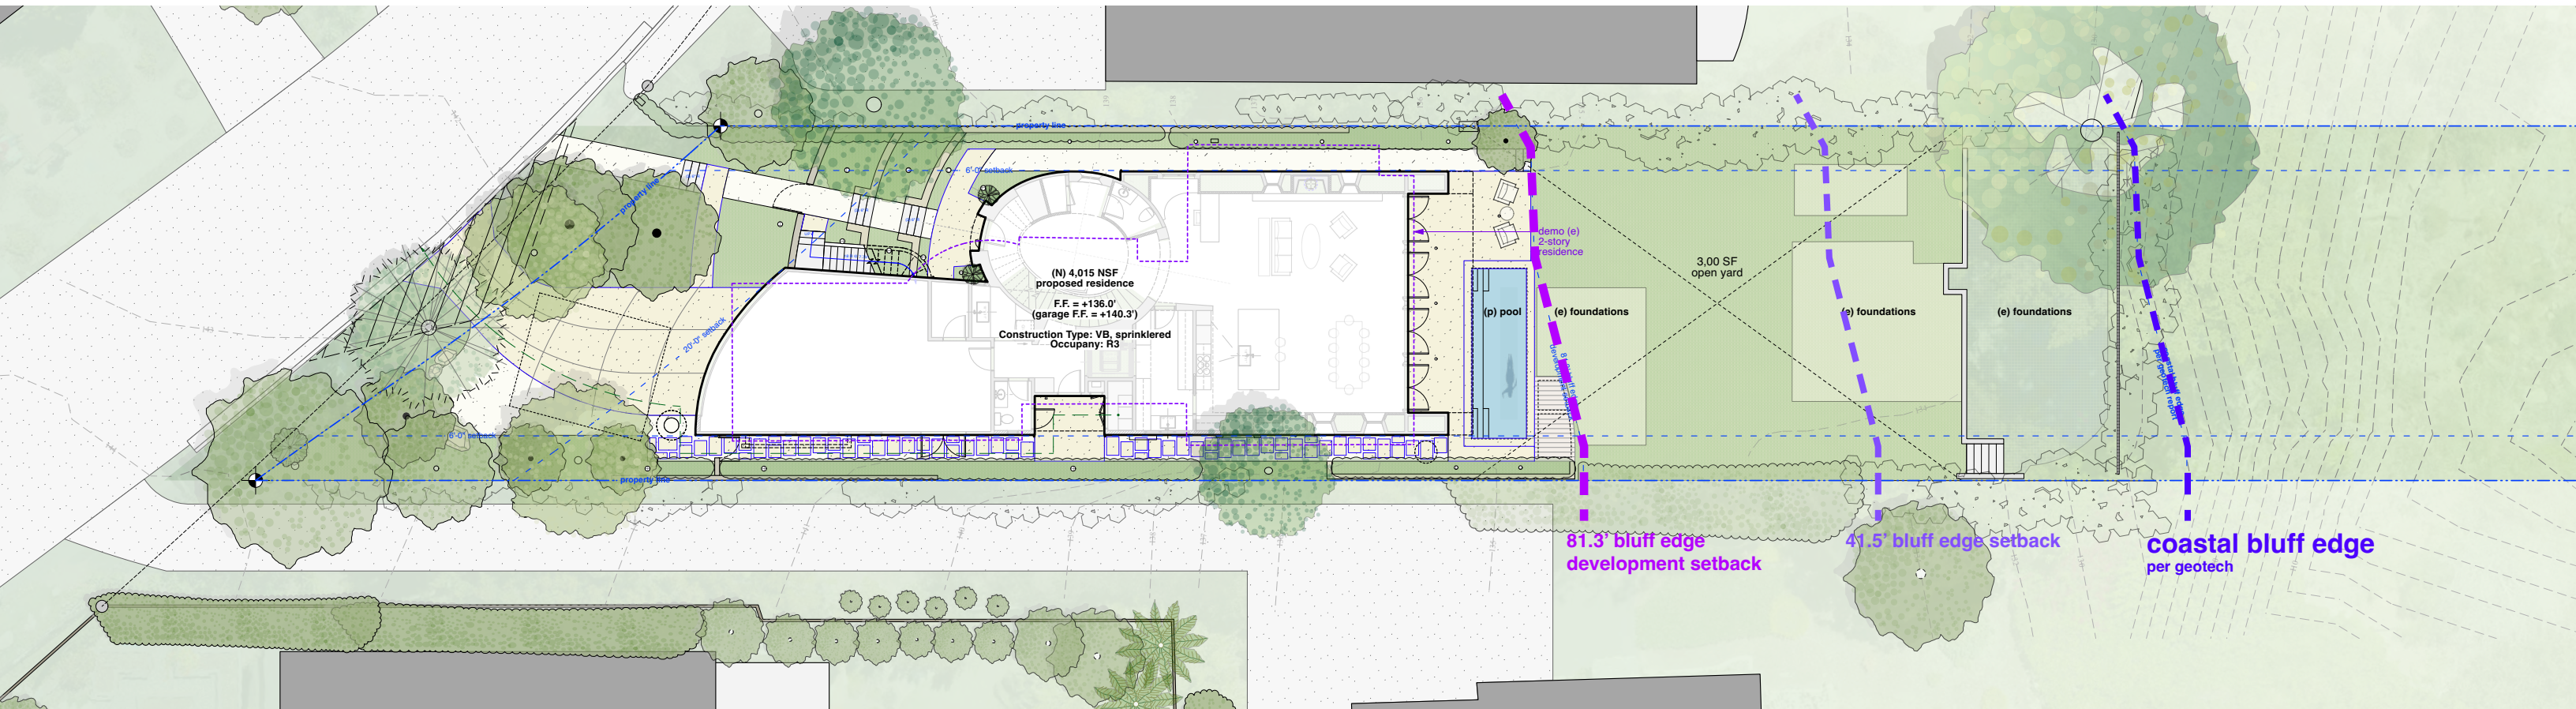 property line
6'-0" setback
property line
demo (e)
2-story
residence
3,00 SF
open yard
(N) 4,015 NSF
proposed residence
F.F. = +136.0'
(garage F.F. = +140.3')
Construction Type: VB, sprinklered
Occupany: R3
(p) pool
(e) foundations
(e) foundations
(e) foundations
20'-0" setback
6'-0" setback
property line
81.3' bluff edge
development setback
41.5' bluff edge setback
coastal bluff edge
per geotech